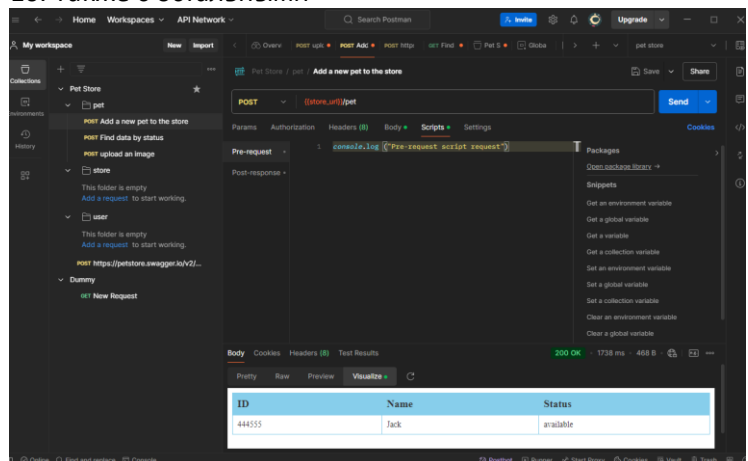 Home Workspaces API Network Search Postman Invite Upgrade
My workspace New Import Overv POST upl POST Add POST http GET Find Pet S Globa pet store
Collections
Pet Store / pet / Add a new pet to the store Save Share
Pet Store
pet
POST {{store_url}}/pet Send
POST Add a new pet to the store
POST Find data by status
POST upload an image
Params Authorization Headers (8) Body Scripts Settings Cookies
History
store
This folder is empty
Add a request to start working.
user
This folder is empty
Add a request to start working.
POST https://petstore.swagger.io/v2/...
Dummy
GET New Request
Pre-request
Post-response
1 console.log ("Pre-request script request")
Packages
Open package library →
Snippets
Get an environment variable
Get a global variable
Get a variable
Get a collection variable
Set an environment variable
Set a global variable
Set a collection variable
Clear an environment variable
Clear a global variable
Body Cookies Headers (8) Test Results 200 OK 1738 ms 468 B
Pretty Raw Preview Visualize
ID Name Status
444555 Jack available
Online Find and replace Console Postbot Runner Start Proxy Cookies Vault Trash